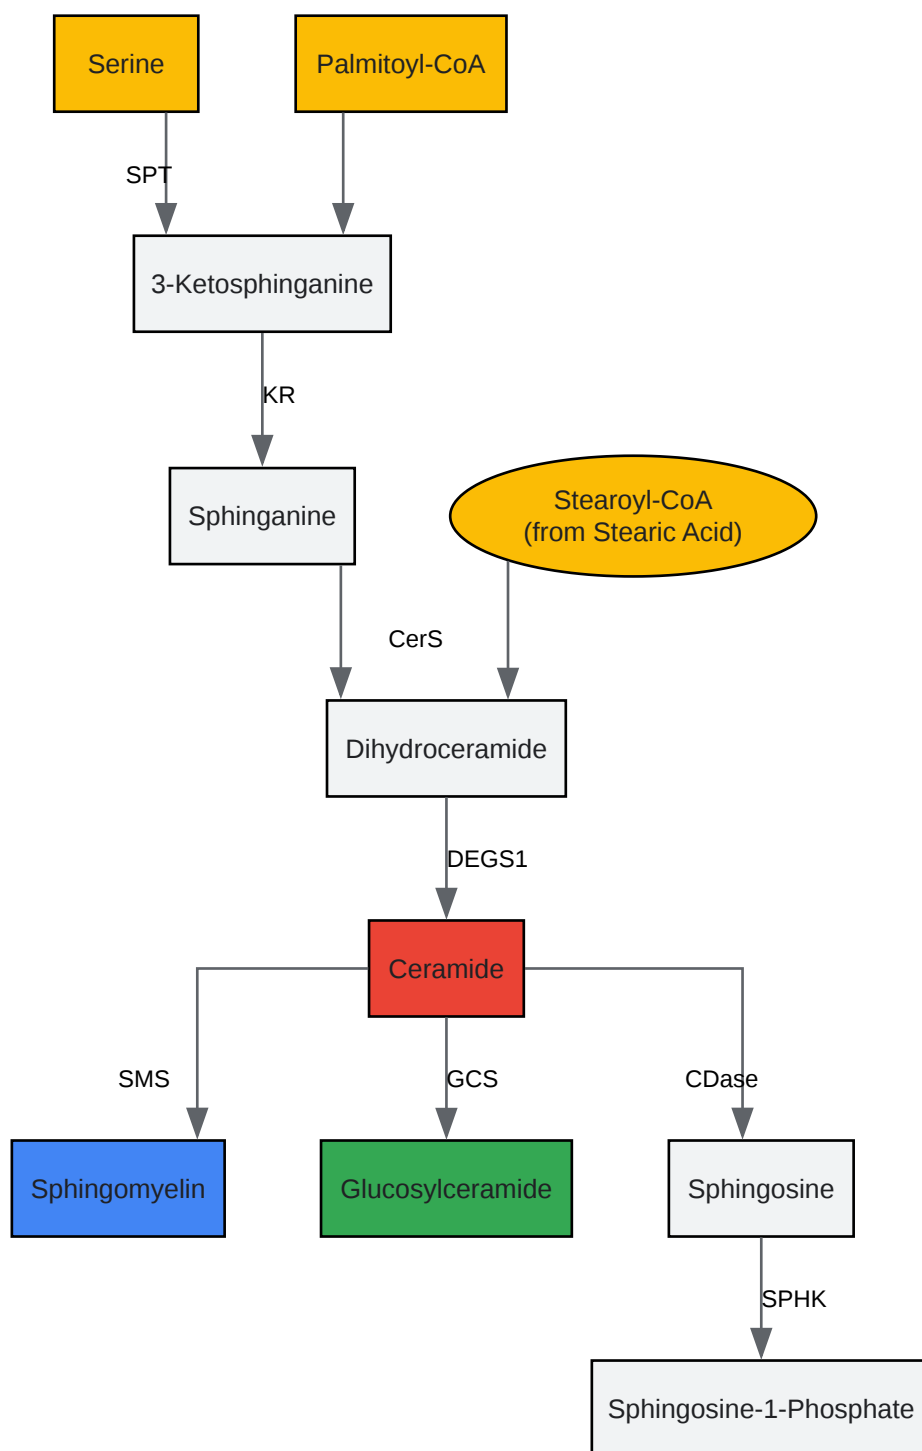 Serine
Palmitoyl-CoA
SPT
3-Ketosphinganine
KR
Sphinganine
Stearoyl-CoA
(from Stearic Acid)
CerS
Dihydroceramide
DEGS1
Ceramide
SMS
GCS
CDase
Sphingomyelin
Glucosylceramide
Sphingosine
SPHK
Sphingosine-1-Phosphate